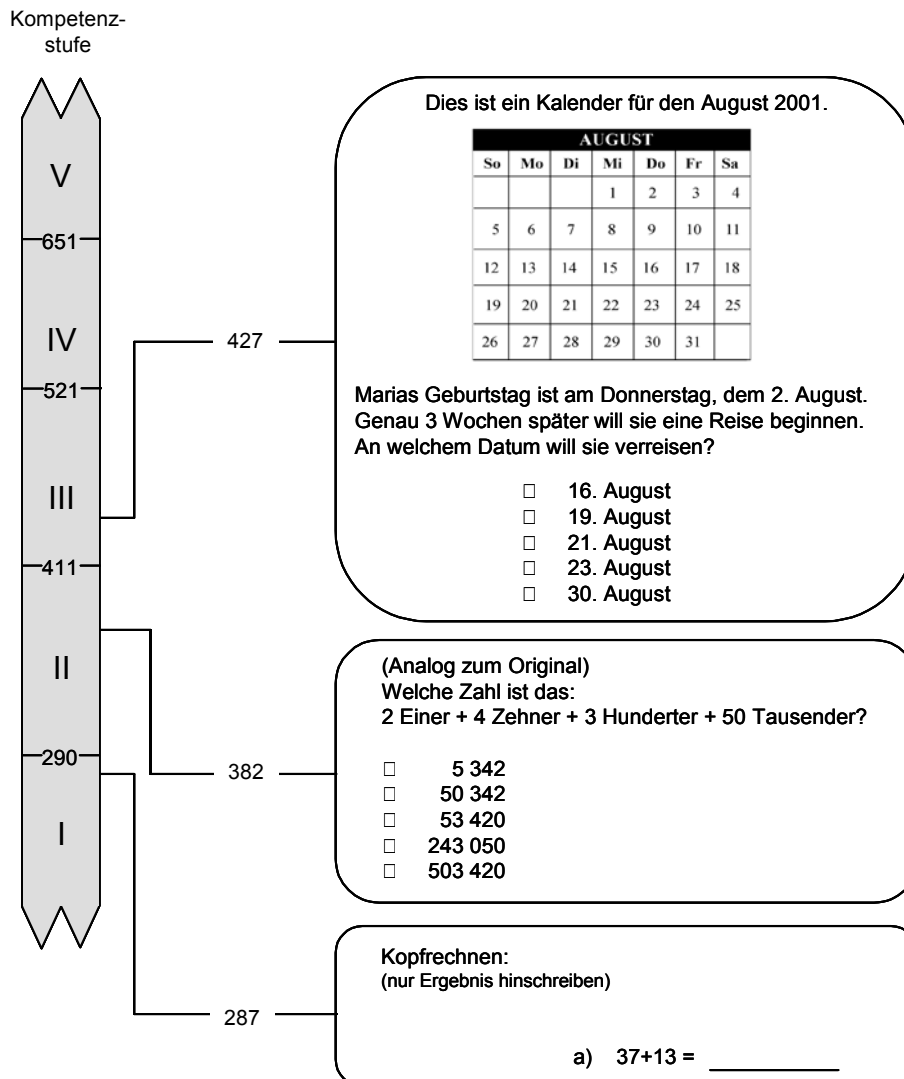 Kompetenz-
stufe
V
651
IV
521
III
411
II
290
I
427
Dies ist ein Kalender für den August 2001.
AUGUST
So Mo Di Mi Do Fr Sa
1 2 3 4
5 6 7 8 9 10 11
12 13 14 15 16 17 18
19 20 21 22 23 24 25
26 27 28 29 30 31
Marias Geburtstag ist am Donnerstag, dem 2. August.
Genau 3 Wochen später will sie eine Reise beginnen.
An welchem Datum will sie verreisen?
16. August
19. August
21. August
23. August
30. August
382
(Analog zum Original)
Welche Zahl ist das:
2 Einer + 4 Zehner + 3 Hunderter + 50 Tausender?
5 342
50 342
53 420
243 050
503 420
287
Kopfrechnen:
(nur Ergebnis hinschreiben)
a) 37+13 = ___________